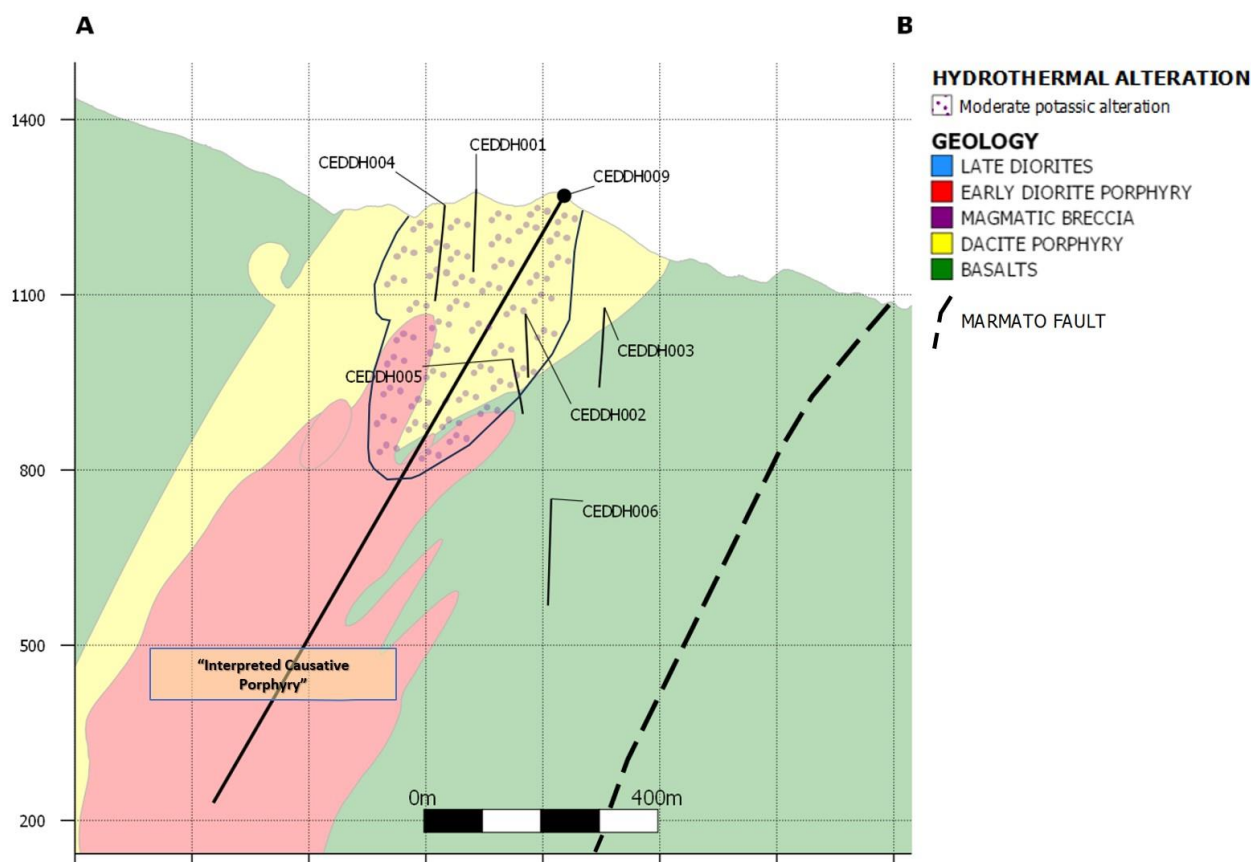 A
B
HYDROTHERMAL ALTERATION
Moderate potassic alteration
GEOLOGY
LATE DIORITES
EARLY DIORITE PORPHYRY
MAGMATIC BRECCIA
DACITE PORPHYRY
BASALTS
MARMATO FAULT
1400
CEDDH001
CEDDH004
CEDDH009
1100
CEDDH003
CEDDH005
CEDDH002
800
CEDDH006
500
“Interpreted Causative
Porphyry”
0m
400m
200